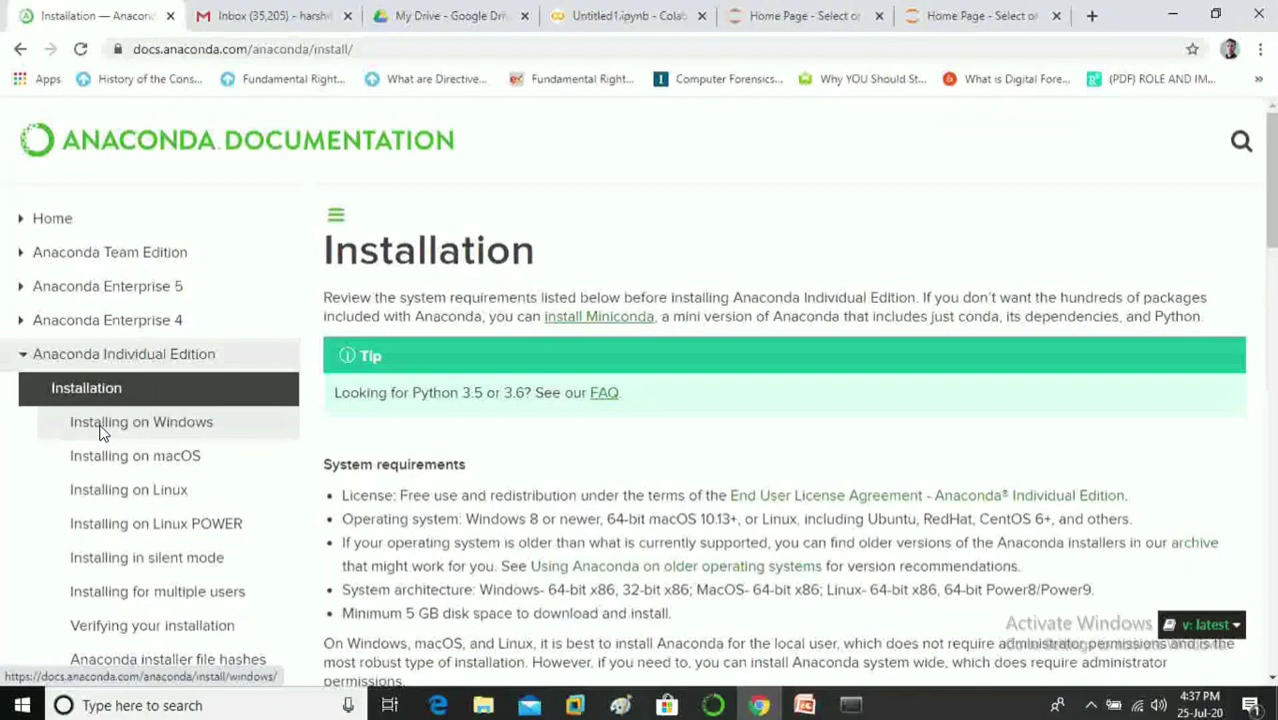 Installation — Anacond
Inbox (35,205) - harshv
My Drive - Google Driv
Untitled1.ipynb - Colab
Home Page - Select or
Home Page - Select or
docs.anaconda.com/anaconda/install/
Apps
History of the Cons...
Fundamental Right...
What are Directive...
Fundamental Right...
Computer Forensics...
Why YOU Should St...
What is Digital Fore...
(PDF) ROLE AND IM...
»
ANACONDA DOCUMENTATION
Home
Anaconda Team Edition
Anaconda Enterprise 5
Anaconda Enterprise 4
Anaconda Individual Edition
Installation
Installing on Windows
Installing on macOS
Installing on Linux
Installing on Linux POWER
Installing in silent mode
Installing for multiple users
Verifying your installation
Anaconda installer file hashes
https://docs.anaconda.com/anaconda/install/windows/
Installation
Review the system requirements listed below before installing Anaconda Individual Edition. If you don't want the hundreds of packages
included with Anaconda, you can install Miniconda, a mini version of Anaconda that includes just conda, its dependencies, and Python.
Tip
Looking for Python 3.5 or 3.6? See our FAQ.
System requirements
• License: Free use and redistribution under the terms of the End User License Agreement - Anaconda® Individual Edition.
• Operating system: Windows 8 or newer, 64-bit macOS 10.13+, or Linux, including Ubuntu, RedHat, CentOS 6+, and others.
• If your operating system is older than what is currently supported, you can find older versions of the Anaconda installers in our archive
that might work for you. See Using Anaconda on older operating systems for version recommendations.
• System architecture: Windows- 64-bit x86, 32-bit x86; MacOS- 64-bit x86; Linux- 64-bit x86, 64-bit Power8/Power9.
• Minimum 5 GB disk space to download and install.
Activate Windows
v: latest
On Windows, macOS, and Linux, it is best to install Anaconda for the local user, which does not require administrator permissions and is the
most robust type of installation. However, if you need to, you can install Anaconda system wide, which does require administrator
permissions.
Type here to search
4:37 PM
25-Jul-20